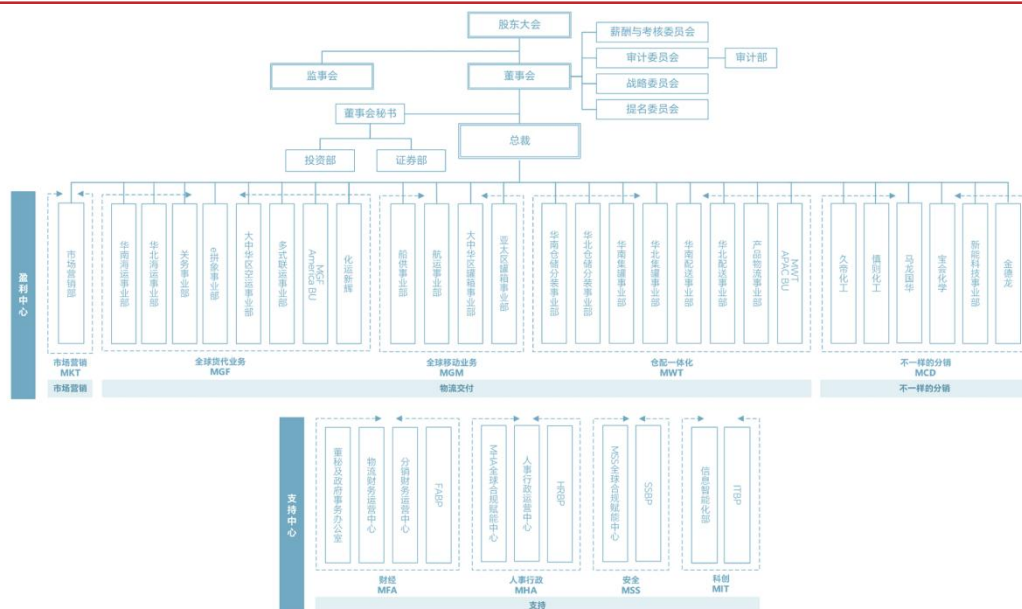 股东大会
薪酬与考核委员会
监事会
董事会
审计委员会
审计部
战略委员会
提名委员会
董事会秘书
总裁
投资部
证券部
盈利中心
市场营销部
华南海运事业部
华北海运事业部
关务事业部
e拼象事业部
大中华区空运事业部
多式联运事业部
MGF
America BU
化运新辉
船供事业部
航运事业部
大中华区罐箱事业部
亚太区罐箱事业部
华南仓储分装事业部
华北仓储分装事业部
华南集罐事业部
华北集罐事业部
华南配送事业部
华北配送事业部
产品物流事业部
MWT
APAC BU
久帝化工
慎则化工
马龙国华
宝会化学
新能科技事业部
金德龙
市场营销
MKT
全球货代业务
MGF
全球移动业务
MGM
仓配一体化
MWT
不一样的分销
MCD
市场营销
物流交付
不一样的分销
支持中心
董秘及政府事务办公室
物流财务运营中心
分销财务运营中心
FABP
MHA全球合规赋能中心
人事行政运营中心
HRBP
MSS全球合规赋能中心
SSBP
信息智能化部
ITBP
财经
MFA
人事行政
MHA
安全
MSS
科创
MIT
支持